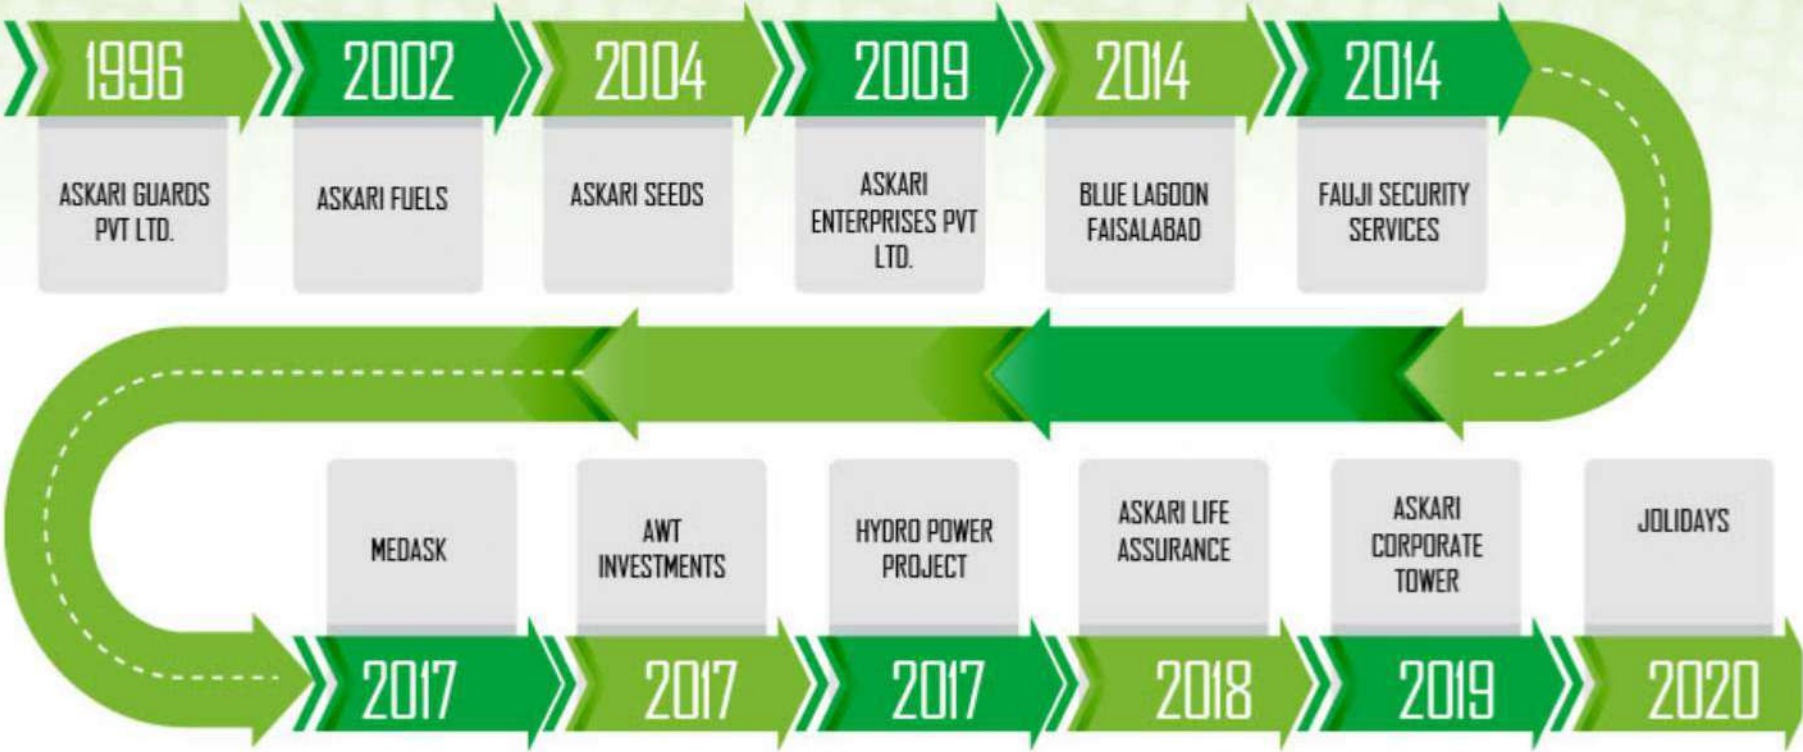 1996
2002
2004
2009
2014
2014
ASKARI GUARDS
PVT LTD.
ASKARI FUELS
ASKARI SEEDS
ASKARI
ENTERPRISES PVT
LTD.
BLUE LAGOON
FAISALABAD
FAUJI SECURITY
SERVICES
MEDASK
AWT
INVESTMENTS
HYDRO POWER
PROJECT
ASKARI LIFE
ASSURANCE
ASKARI
CORPORATE
TOWER
JOLIDAYS
2017
2017
2017
2018
2019
2020